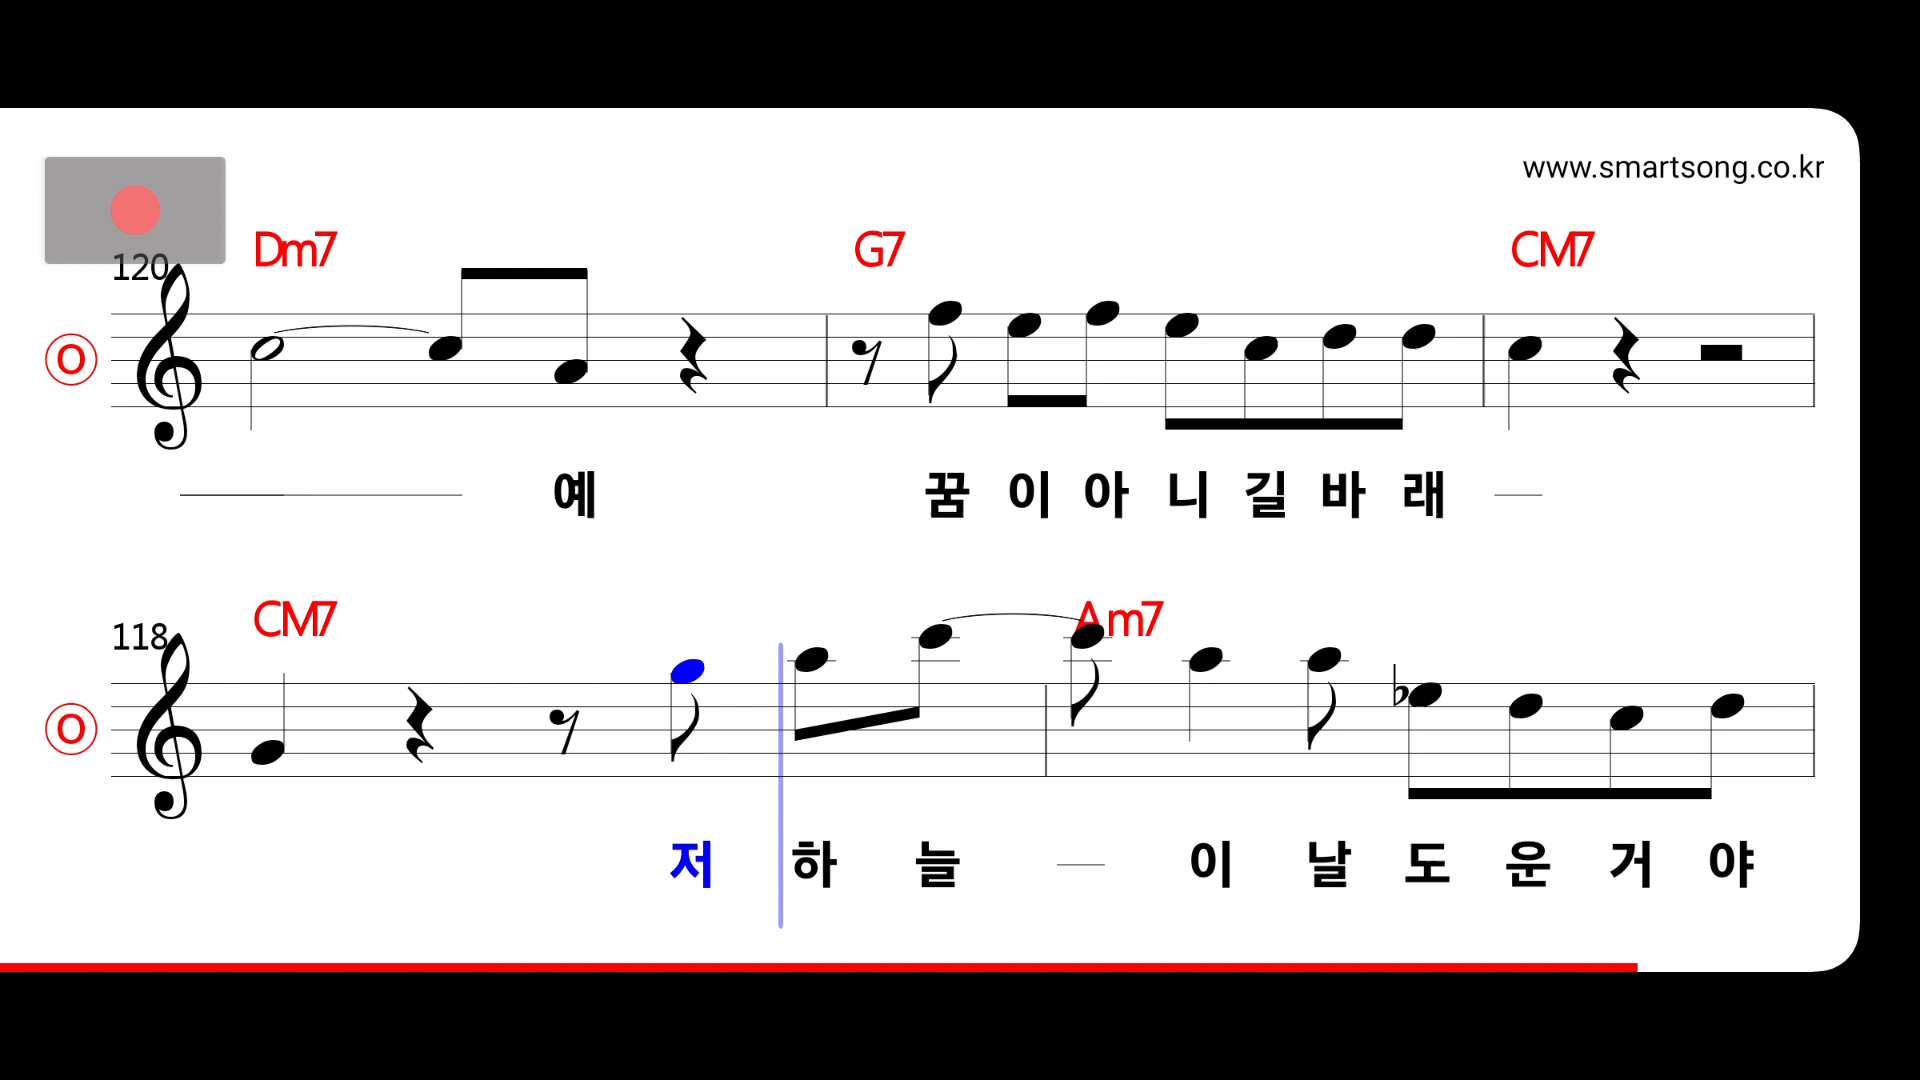 www.smartsong.co.kr
Dm7 G7 CM7
120
O
예 꿈 이 아 니 길 바 래
CM7 Am7
118
O
저 하 늘 이 날 도 운 거 야